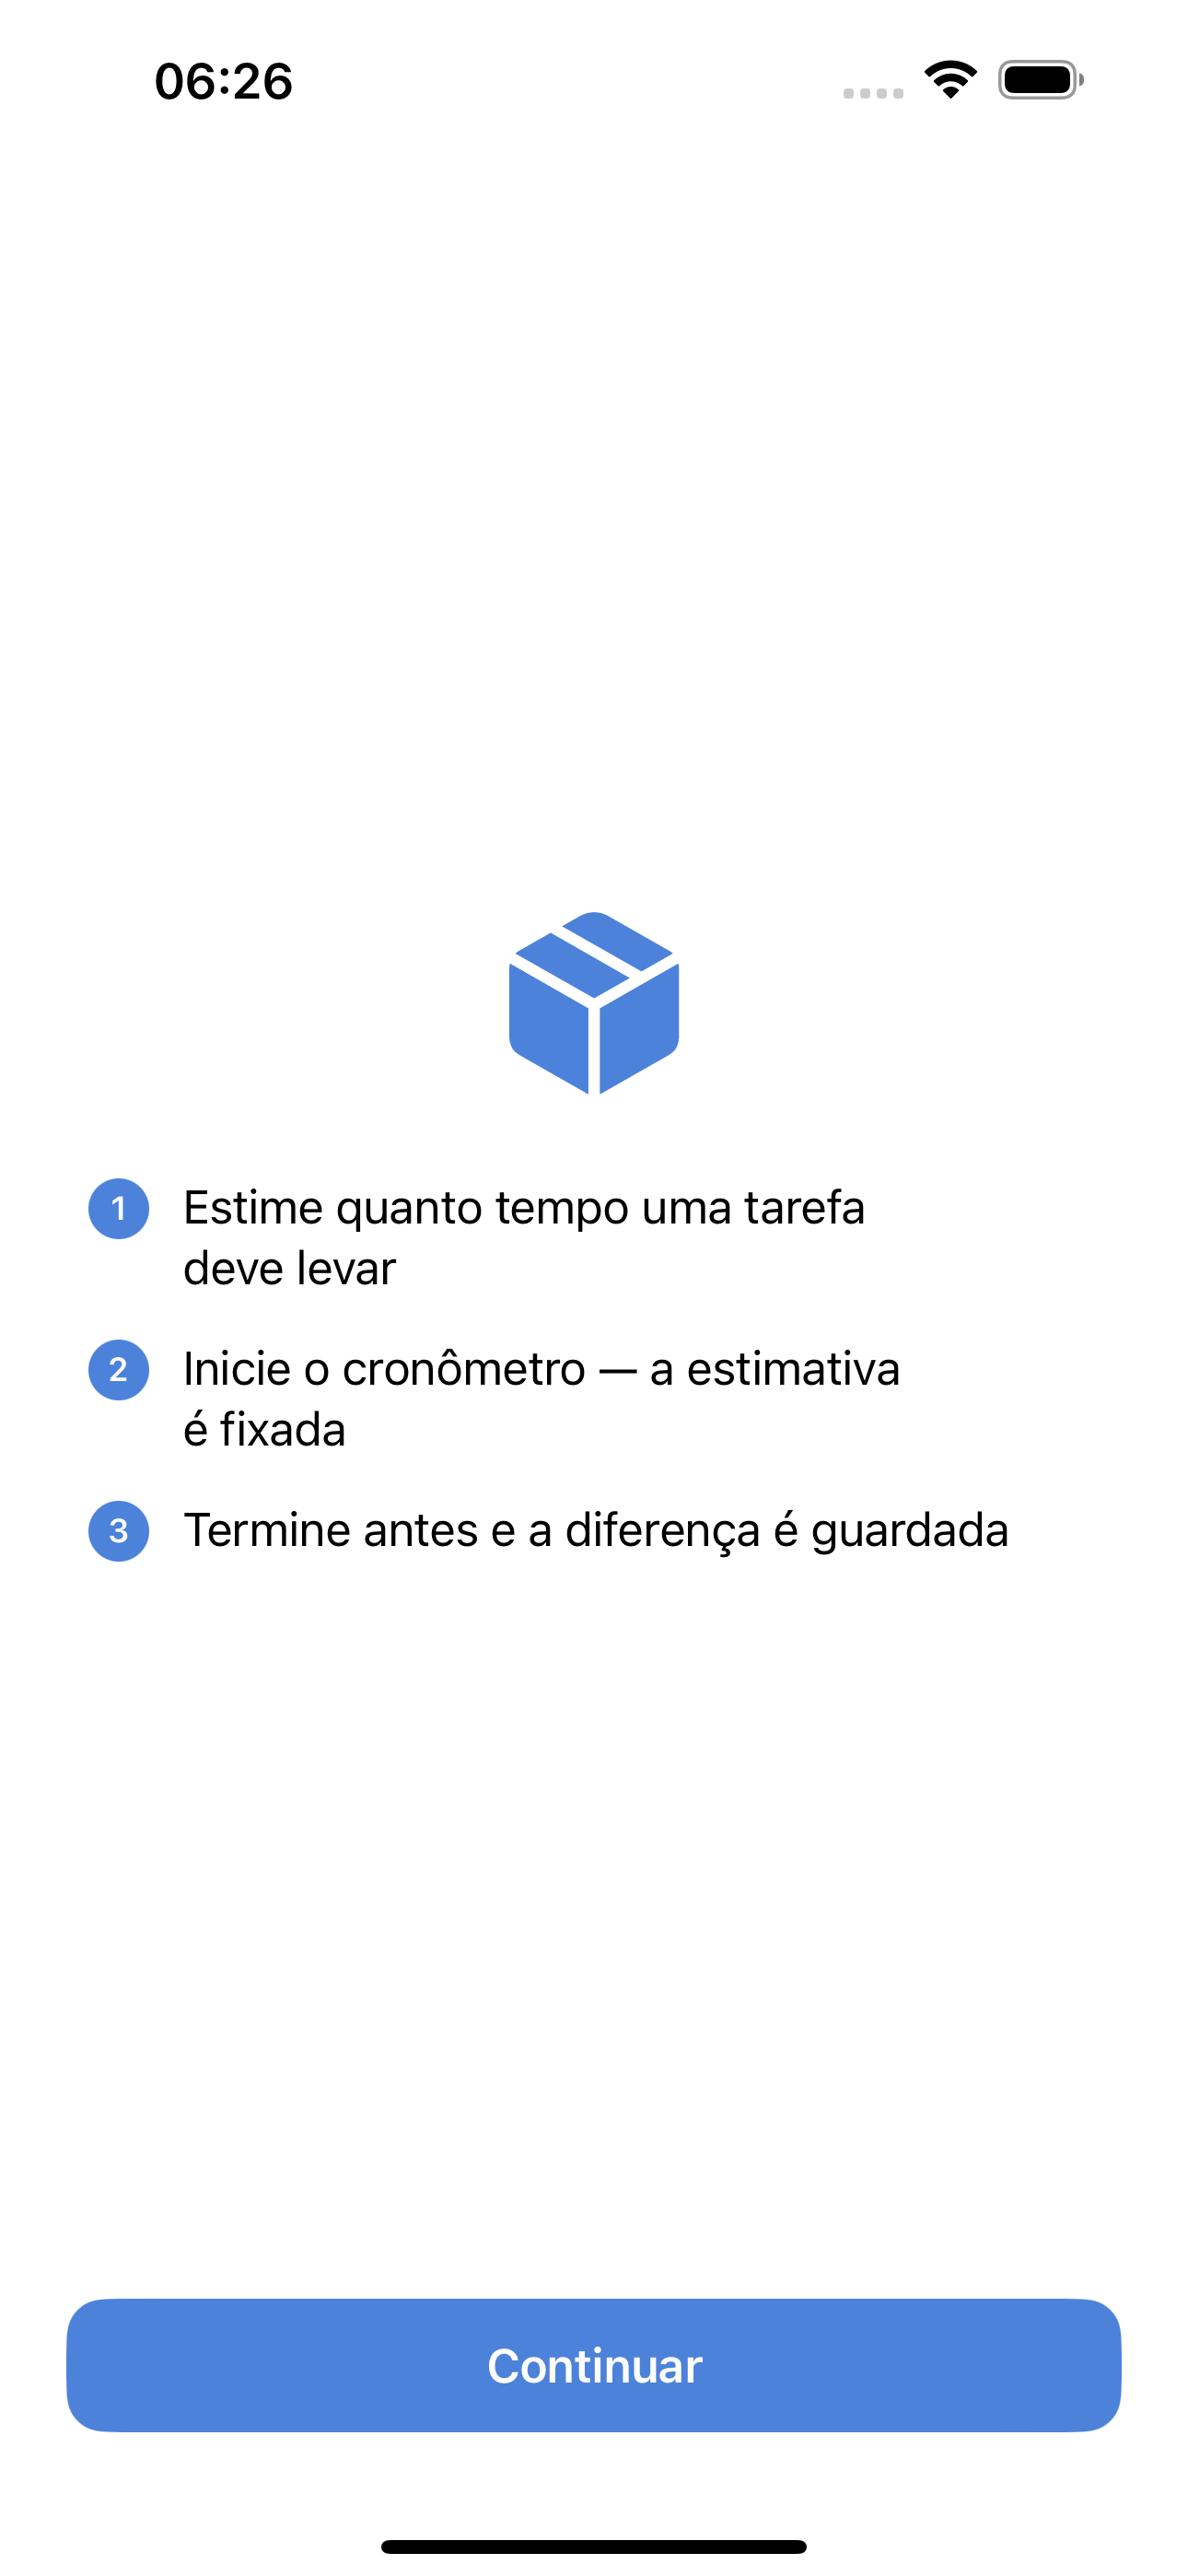 06:26
1 Estime quanto tempo uma tarefa
deve levar
2 Inicie o cronômetro — a estimativa
é fixada
3 Termine antes e a diferença é guardada
Continuar